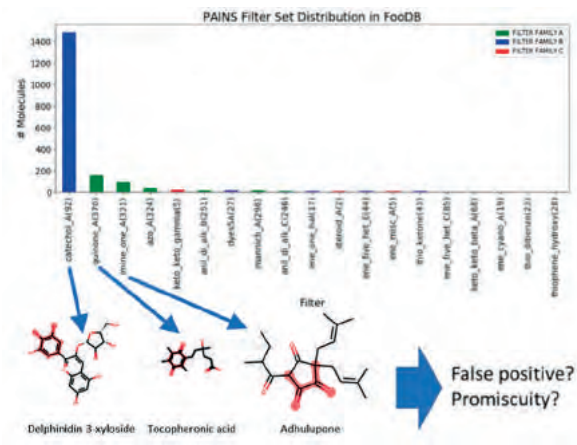 PAINS Filter Set Distribution in FooDB
FILTER FAMILY A
FILTER FAMILY B
FILTER FAMILY C
# Molecules
1400
1200
1000
800
600
400
200
0
catechol_A(92)
quinone_A(370)
imine_one_A(321)
azo_A(324)
keto_keto_gamma(5)
anil_di_alk_B(251)
dyes5A(27)
mannich_A(296)
anil_di_alk_C(246)
ene_one_hal(17)
steroid_A(2)
ene_five_het_E(44)
ene_misc_A(5)
thio_ketone(43)
ene_five_het_C(85)
keto_keto_beta_A(68)
ene_cyano_A(19)
thio_dibenzo(23)
thiophene_hydroxy(28)
Filter
Delphinidin 3-xyloside
Tocopheronic acid
Adhulupone
False positive?
Promiscuity?